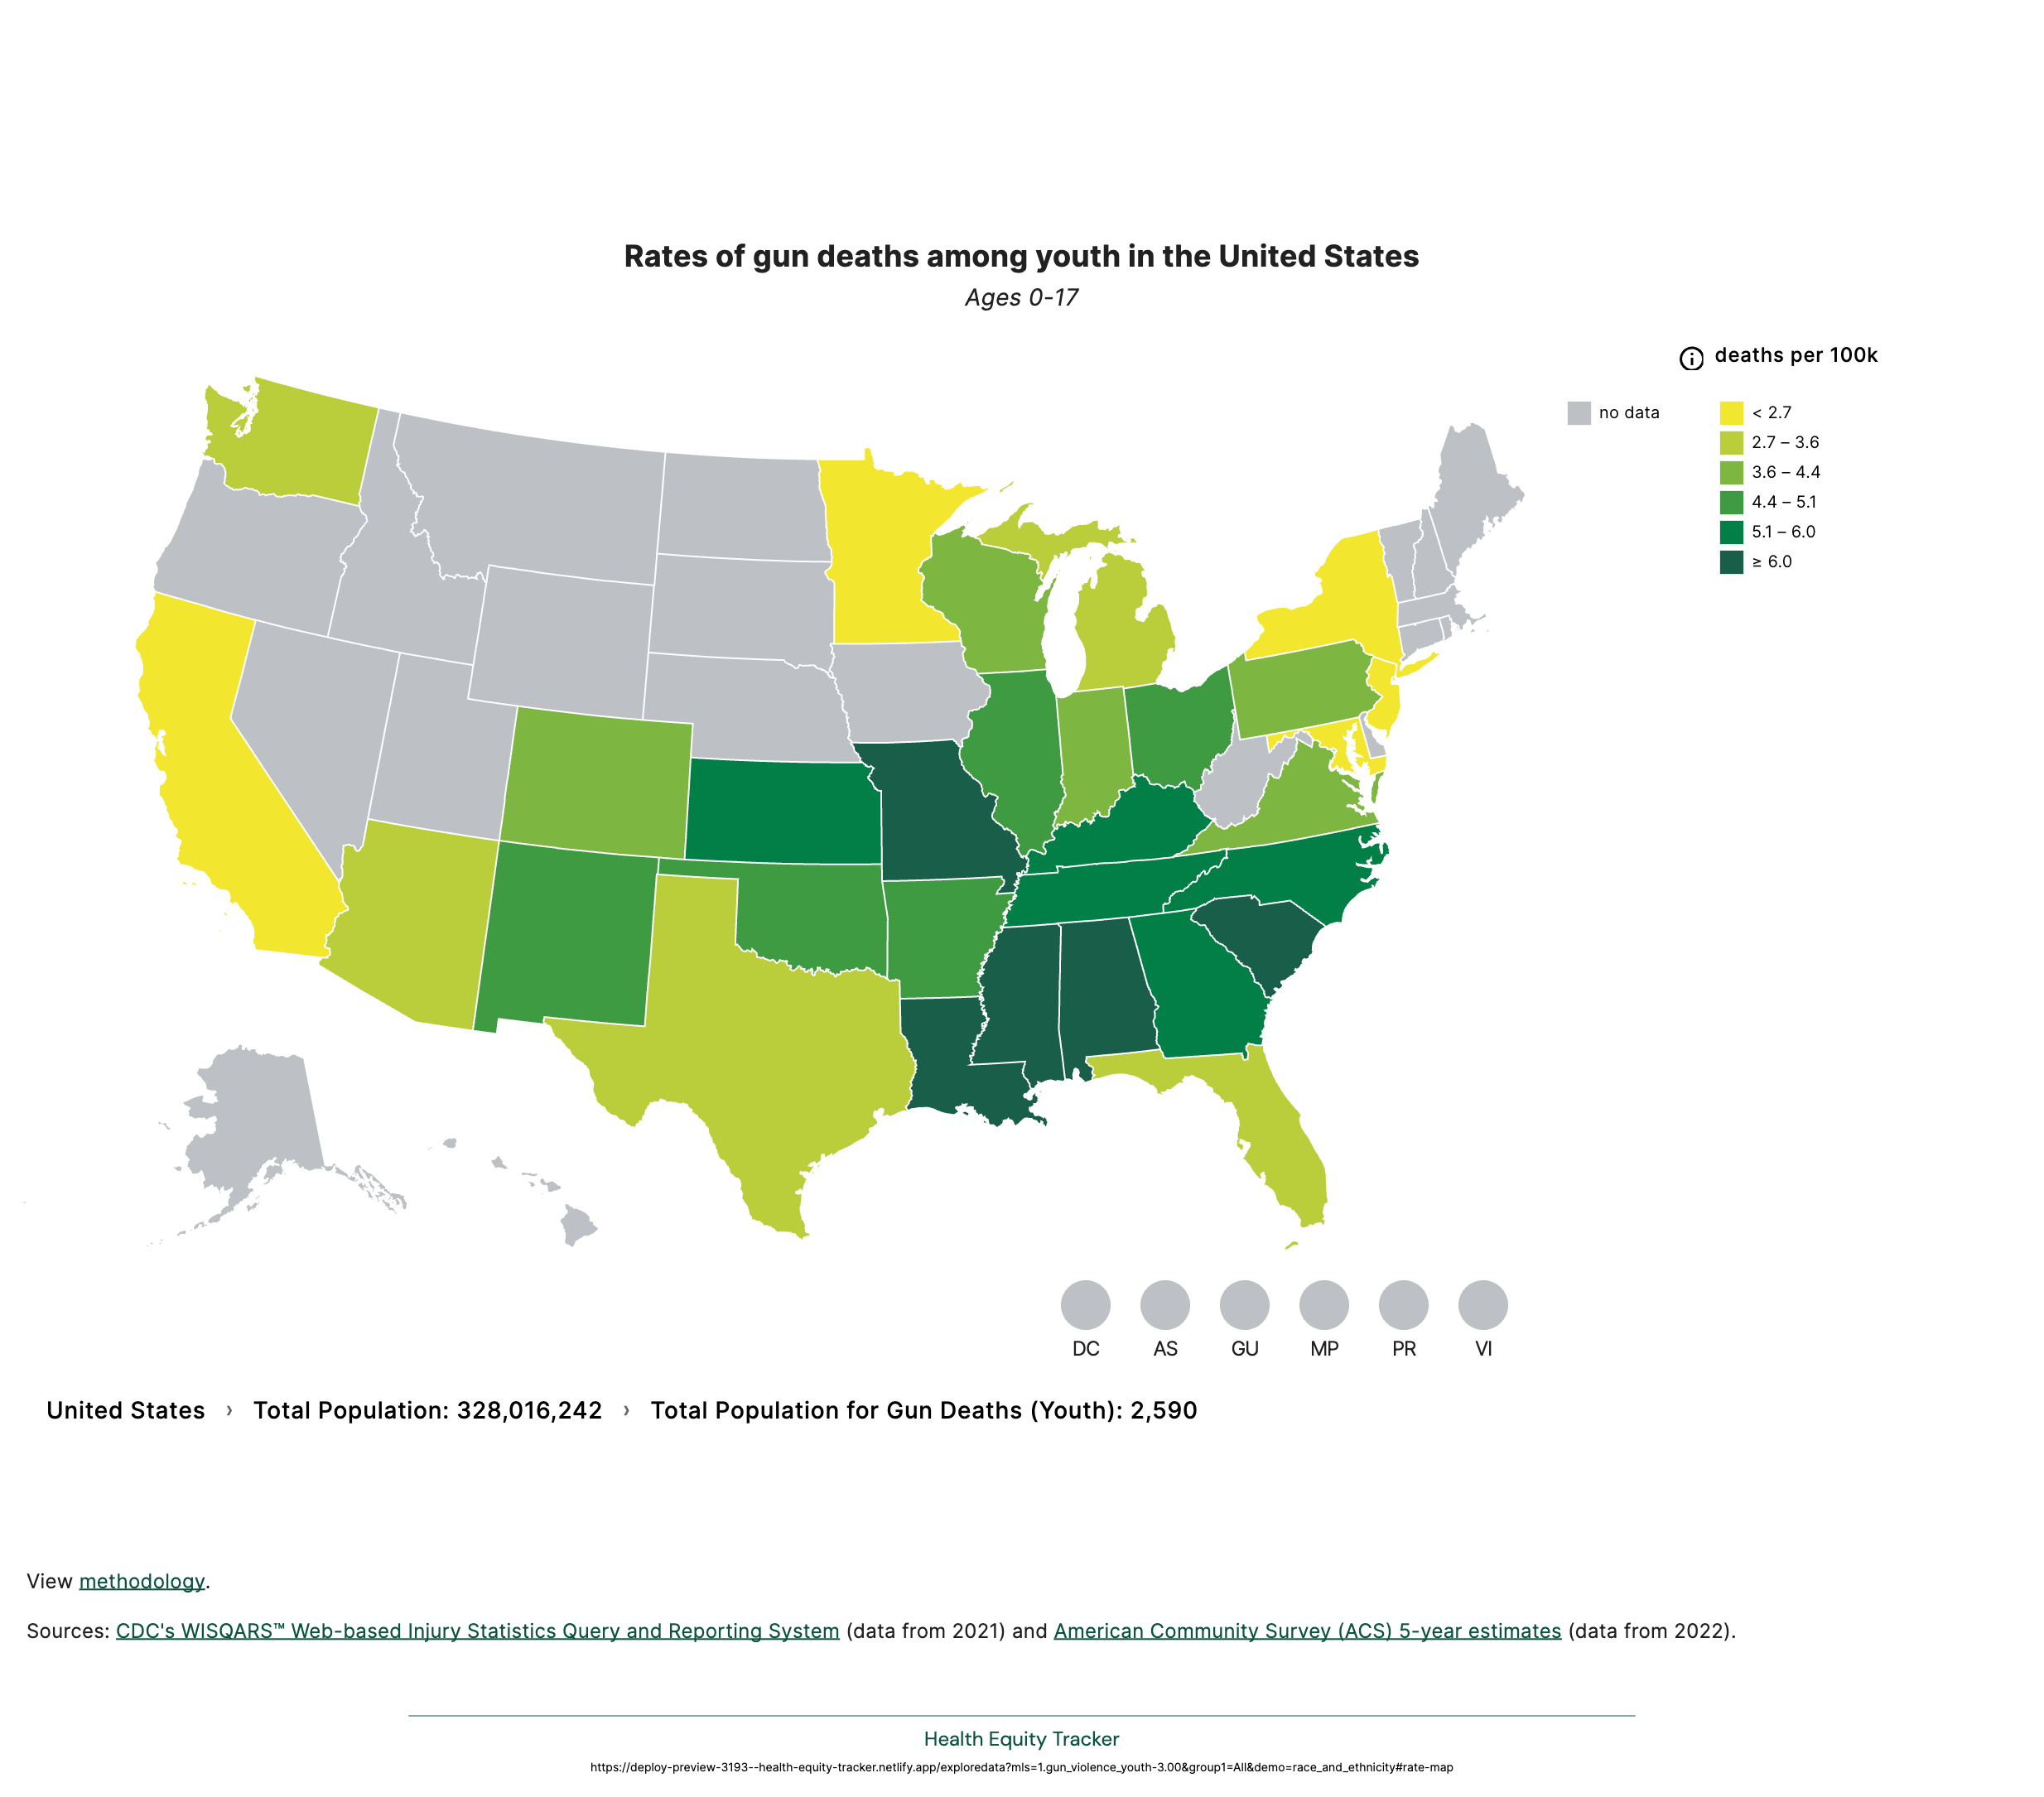 Rates of gun deaths among youth in the United States
Ages 0-17
deaths per 100k
no data
< 2.7
2.7 – 3.6
3.6 – 4.4
4.4 – 5.1
5.1 – 6.0
≥ 6.0
DC AS GU MP PR VI
United States › Total Population: 328,016,242 › Total Population for Gun Deaths (Youth): 2,590
View methodology.
Sources: CDC's WISQARS™ Web-based Injury Statistics Query and Reporting System (data from 2021) and American Community Survey (ACS) 5-year estimates (data from 2022).
Health Equity Tracker
https://deploy-preview-3193--health-equity-tracker.netlify.app/exploredata?mls=1.gun_violence_youth-3.00&group1=All&demo=race_and_ethnicity#rate-map